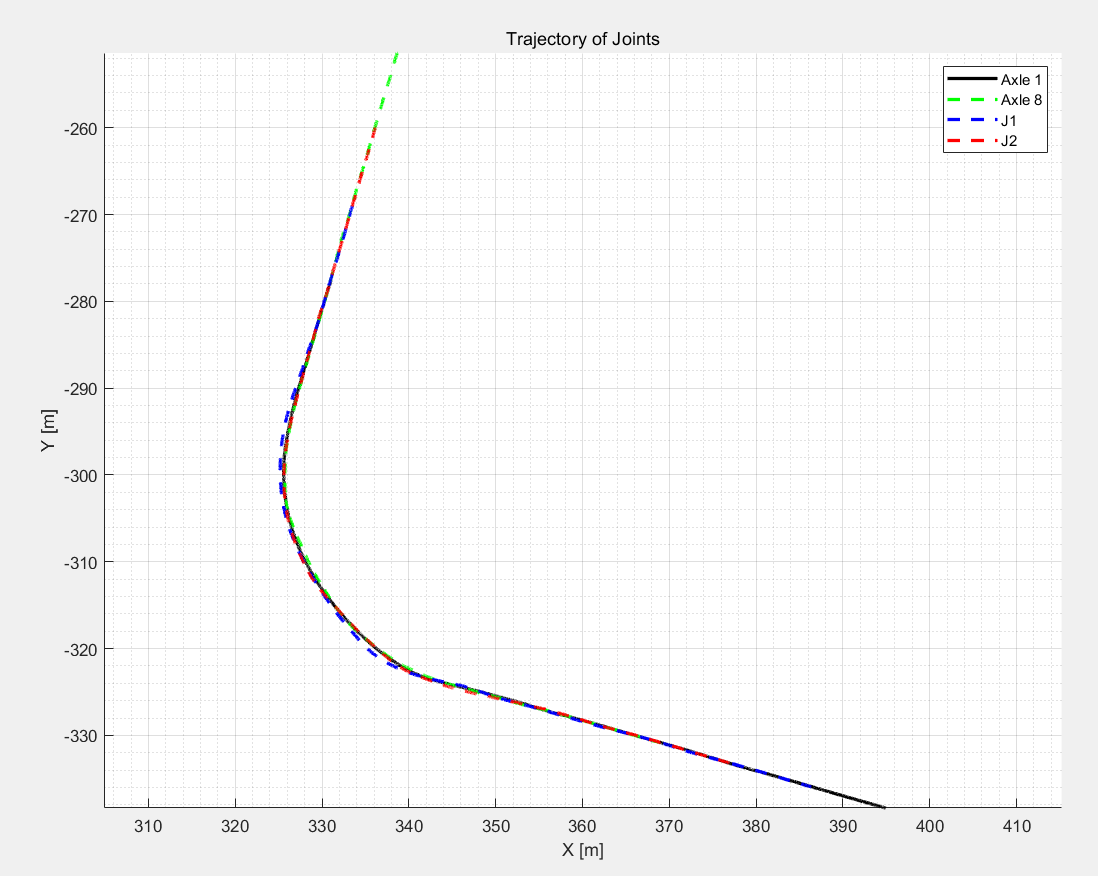 Trajectory of Joints
Axle 1
Axle 8
J1
J2
-260
-270
-280
-290
-300
-310
-320
-330
Y [m]
310 320 330 340 350 360 370 380 390 400 410
X [m]